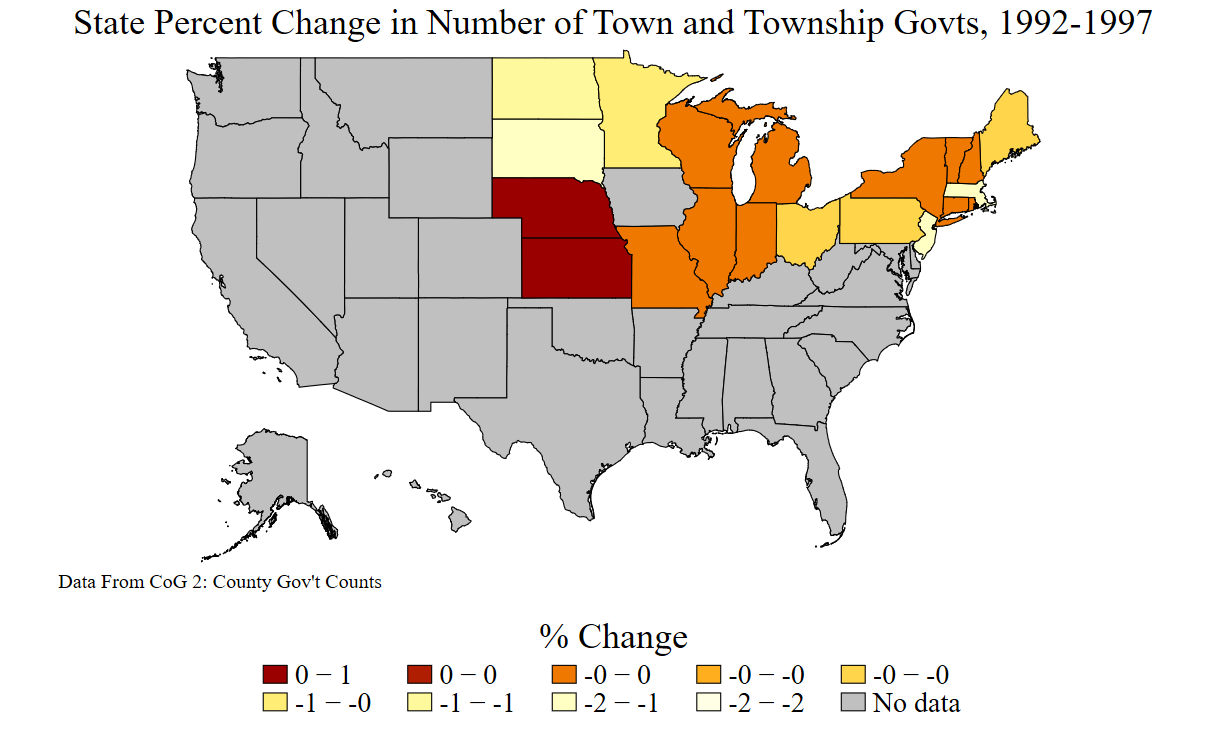 State Percent Change in Number of Town and Township Govts, 1992-1997
Data From CoG 2: County Gov't Counts
% Change
0 − 1 0 − 0 -0 − 0 -0 − -0 -0 − -0
-1 − -0 -1 − -1 -2 − -1 -2 − -2 No data